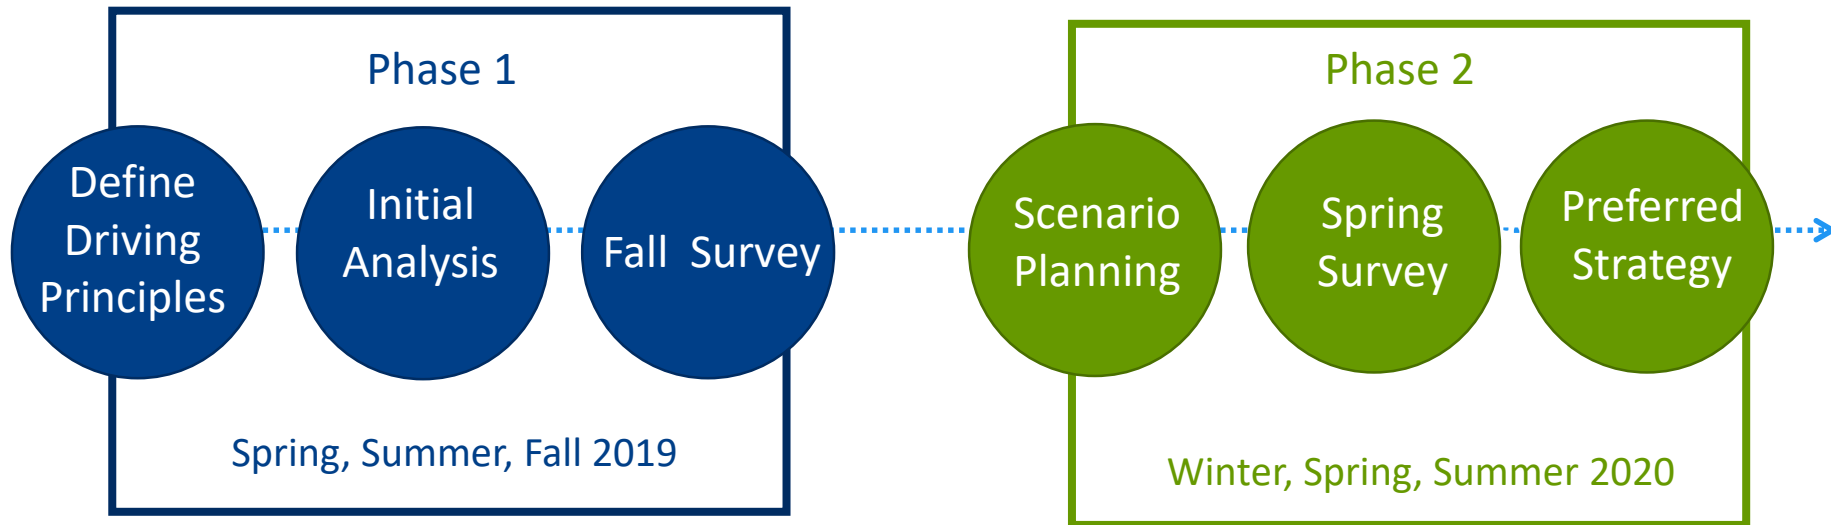 Phase 1
Define
Driving
Principles
Initial
Analysis
Fall Survey
Spring, Summer, Fall 2019
Phase 2
Scenario
Planning
Spring
Survey
Preferred
Strategy
Winter, Spring, Summer 2020